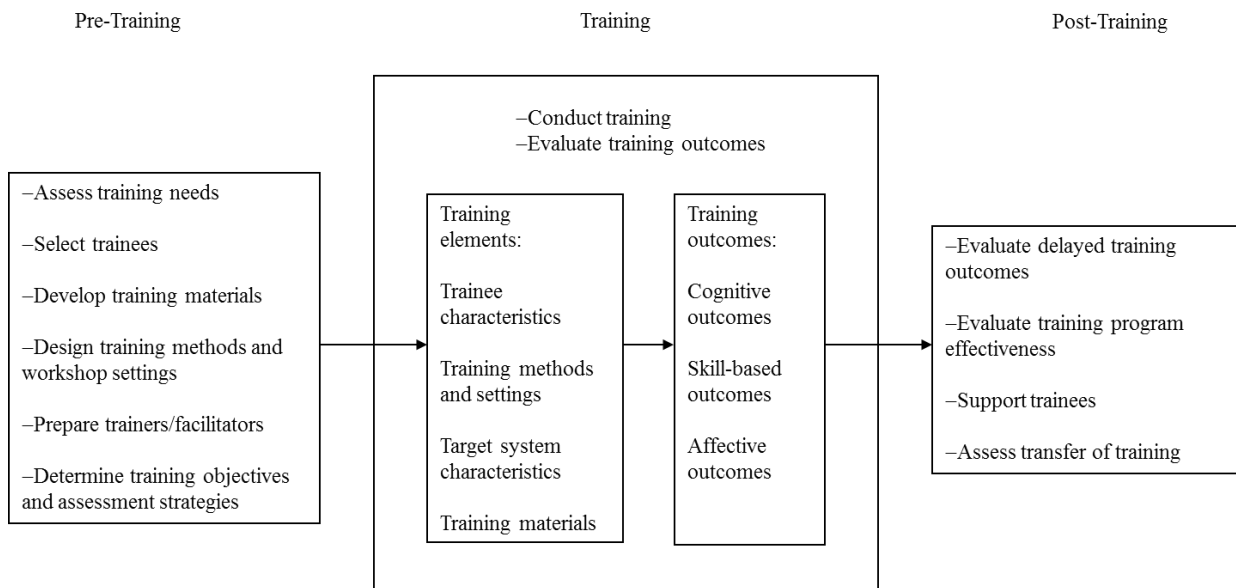 Pre-Training
Training
Post-Training
–Assess training needs
–Select trainees
–Develop training materials
–Design training methods and
workshop settings
–Prepare trainers/facilitators
–Determine training objectives
and assessment strategies
–Conduct training
–Evaluate training outcomes
Training
elements:
Trainee
characteristics
Training methods
and settings
Target system
characteristics
Training materials
Training
outcomes:
Cognitive
outcomes
Skill-based
outcomes
Affective
outcomes
–Evaluate delayed training
outcomes
–Evaluate training program
effectiveness
–Support trainees
–Assess transfer of training